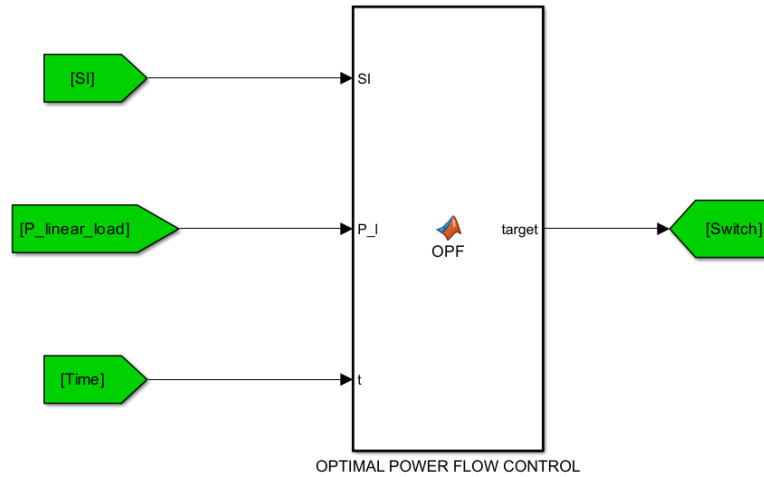 [SI]
SI
[P_linear_load]
P_l
OPF
target
[Switch]
[Time]
t
OPTIMAL POWER FLOW CONTROL